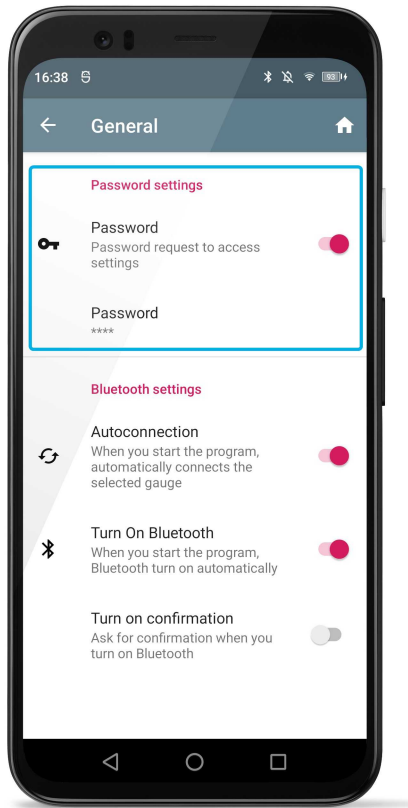 16:38
93
General
Password settings
Password
Password request to access
settings
Password
****
Bluetooth settings
Autoconnection
When you start the program,
automatically connects the
selected gauge
Turn On Bluetooth
When you start the program,
Bluetooth turn on automatically
Turn on confirmation
Ask for confirmation when you
turn on Bluetooth